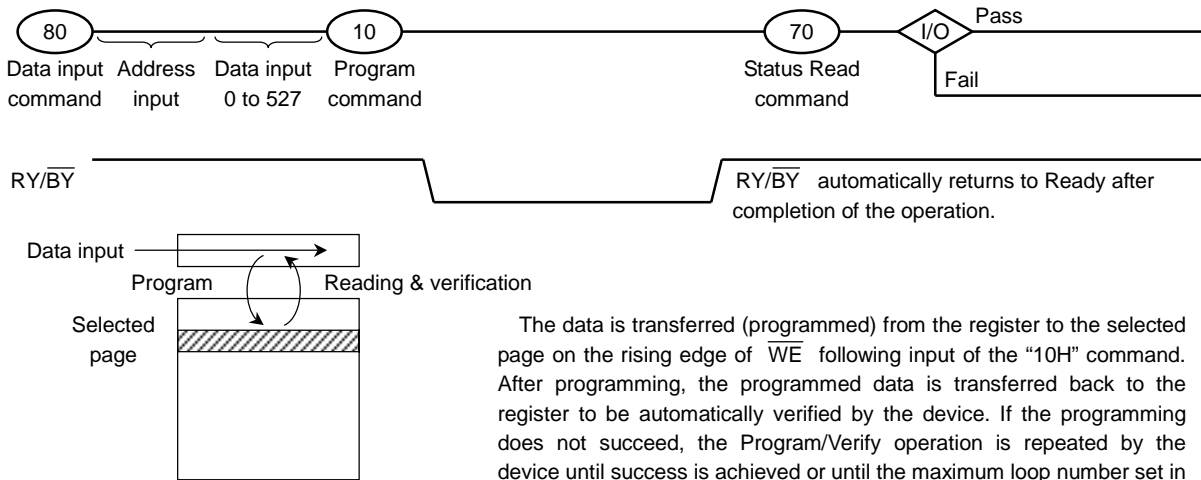 80 10 70 I/O Pass
Data input Address Data input Program Status Read
command input 0 to 527 command command Fail
RY/BY RY/BY automatically returns to Ready after
completion of the operation.
Data input
Program Reading & verification
Selected
page
The data is transferred (programmed) from the register to the selected
page on the rising edge of WE following input of the “10H” command.
After programming, the programmed data is transferred back to the
register to be automatically verified by the device. If the programming
does not succeed, the Program/Verify operation is repeated by the
device until success is achieved or until the maximum loop number set in